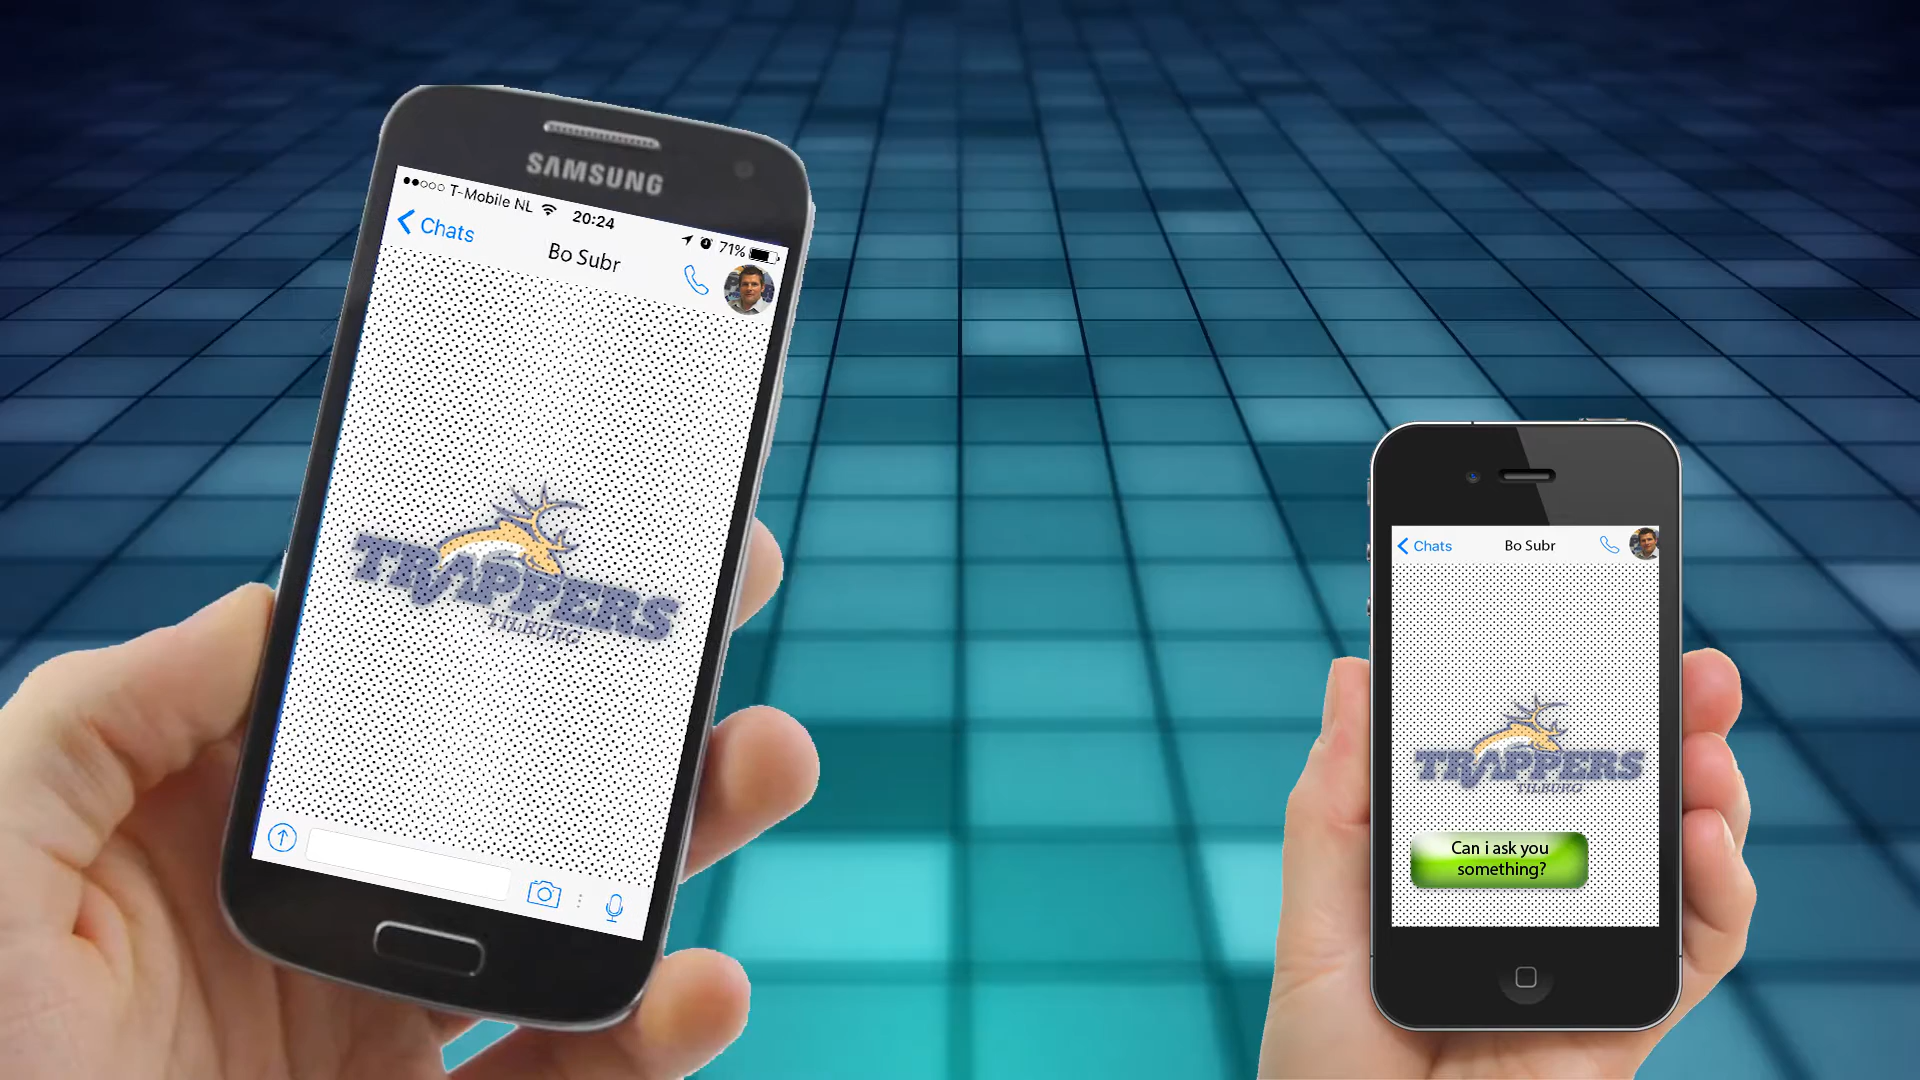 SAMSUNG
T-Mobile NL 20:24 71%
Chats
Bo Subr
TRAPPERS
TILBURG
Chats Bo Subr
TRAPPERS
TILBURG
Can i ask you
something?